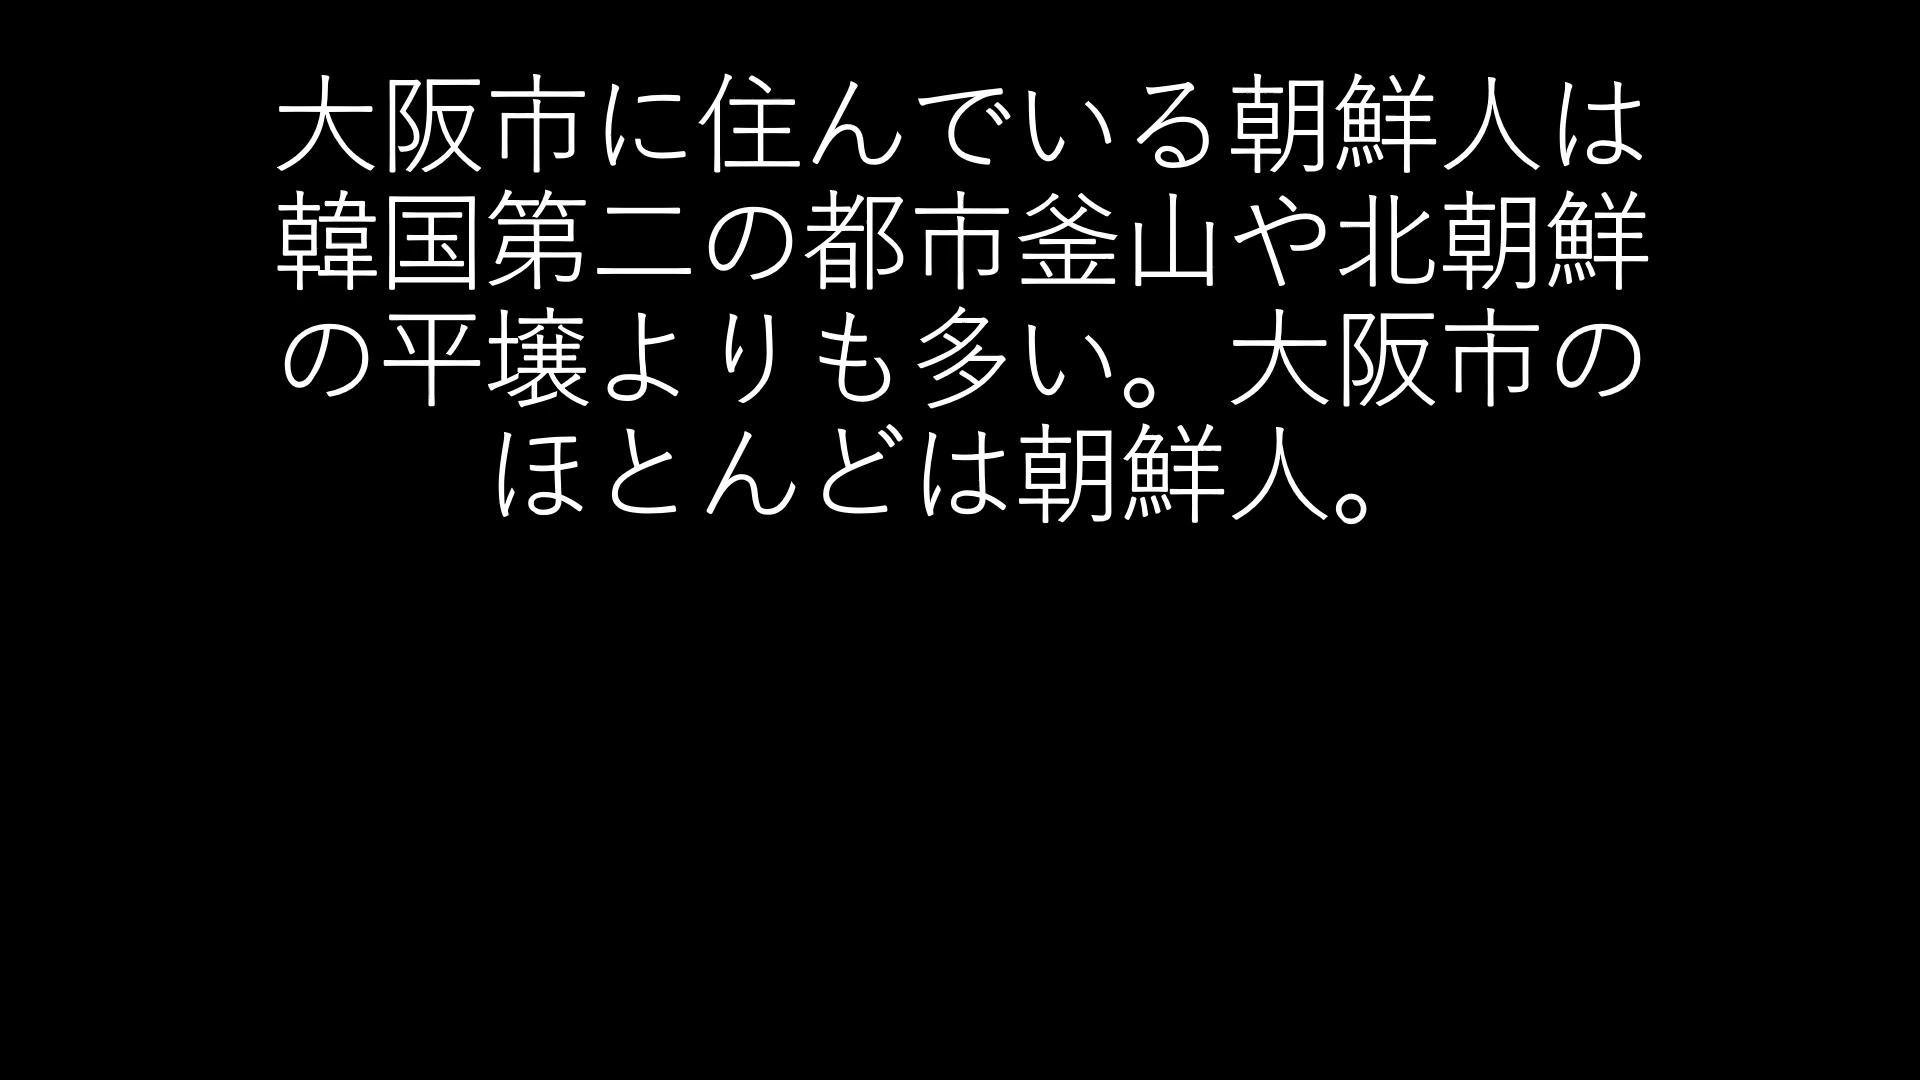 大阪市に住んでいる朝鮮人は
韓国第二の都市釜山や北朝鮮
の平壌よりも多い。大阪市の
ほとんどは朝鮮人。